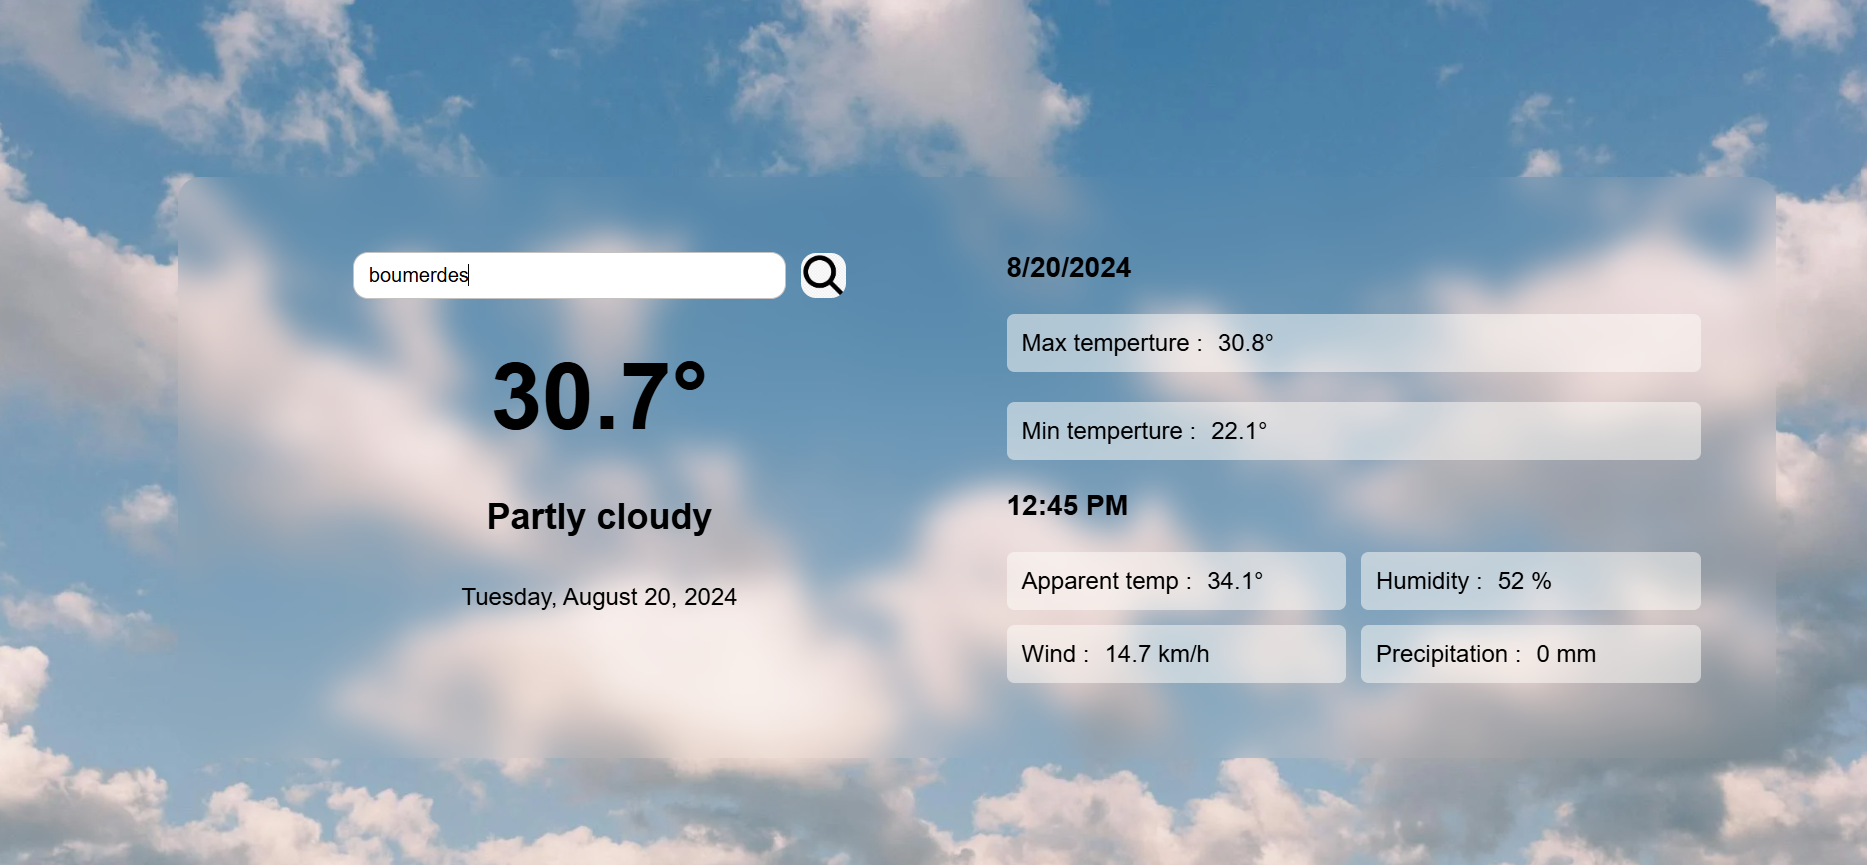 boumerdes
30.7°
Partly cloudy
Tuesday, August 20, 2024
8/20/2024
Max temperture : 30.8°
Min temperture : 22.1°
12:45 PM
Apparent temp : 34.1°
Humidity : 52 %
Wind : 14.7 km/h
Precipitation : 0 mm